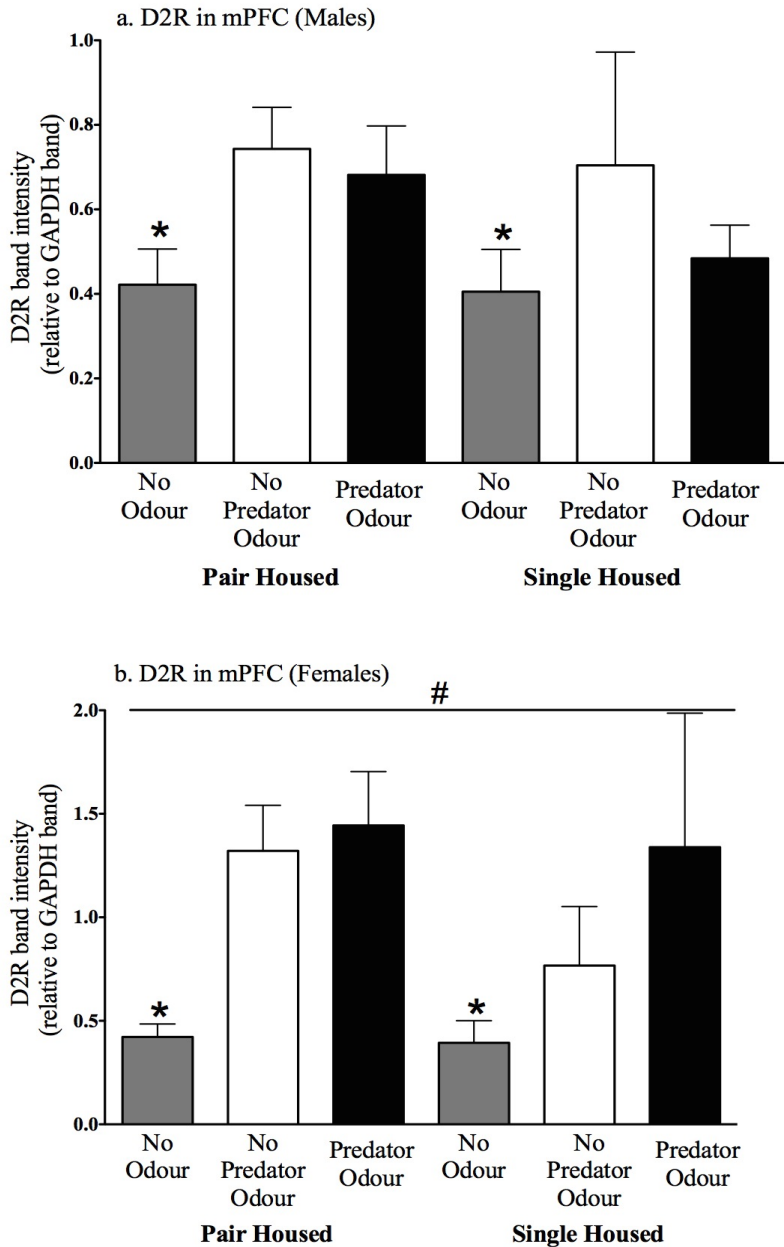 a. D2R in mPFC (Males)
D2R band intensity
(relative to GAPDH band)
1.0
0.8
0.6
0.4
0.2
0.0
*
*
No
Odour
No
Predator
Odour
Predator
Odour
No
Odour
No
Predator
Odour
Predator
Odour
Pair Housed
Single Housed
b. D2R in mPFC (Females)
#
D2R band intensity
(relative to GAPDH band)
2.0
1.5
1.0
0.5
0.0
*
*
No
Odour
No
Predator
Odour
Predator
Odour
No
Odour
No
Predator
Odour
Predator
Odour
Pair Housed
Single Housed